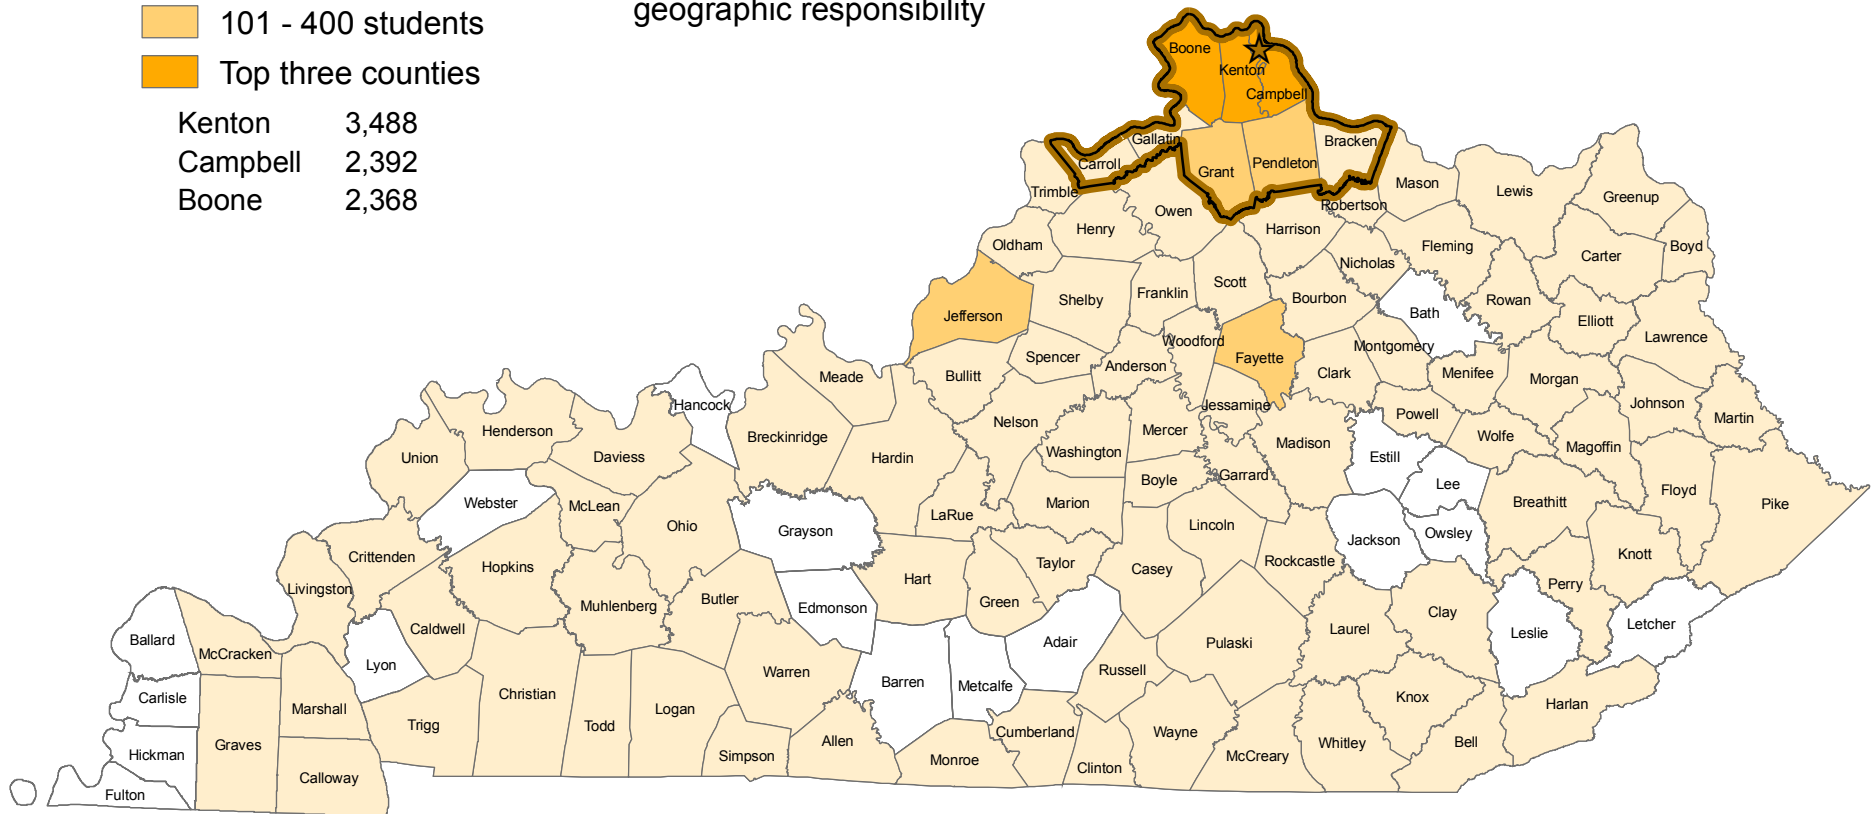 101 - 400 students
geographic responsibility
Top three counties
Kenton 3,488
Campbell 2,392
Boone 2,368
Boone
Kenton
Campbell
Gallatin
Carroll
Grant
Pendleton
Bracken
Trimble
Owen
Robertson
Mason
Lewis
Greenup
Oldham
Henry
Harrison
Fleming
Carter
Boyd
Nicholas
Jefferson
Shelby
Franklin
Scott
Bourbon
Bath
Rowan
Elliott
Lawrence
Woodford
Spencer
Anderson
Fayette
Montgomery
Meade
Bullitt
Clark
Menifee
Morgan
Johnson
Martin
Hancock
Jessamine
Henderson
Breckinridge
Nelson
Mercer
Powell
Wolfe
Magoffin
Union
Daviess
Hardin
Washington
Madison
Estill
Garrard
Boyle
Lee
Floyd
Pike
Webster
McLean
Ohio
Grayson
LaRue
Marion
Lincoln
Breathitt
Jackson
Owsley
Knott
Crittenden
Hopkins
Hart
Taylor
Casey
Rockcastle
Perry
Livingston
Muhlenberg
Butler
Edmonson
Green
Clay
Ballard
McCracken
Caldwell
Lyon
Warren
Adair
Pulaski
Laurel
Leslie
Letcher
Carlisle
Marshall
Christian
Barren
Metcalfe
Russell
Knox
Harlan
Hickman
Graves
Trigg
Todd
Logan
Simpson
Allen
Cumberland
Wayne
McCreary
Whitley
Bell
Fulton
Calloway
Monroe
Clinton